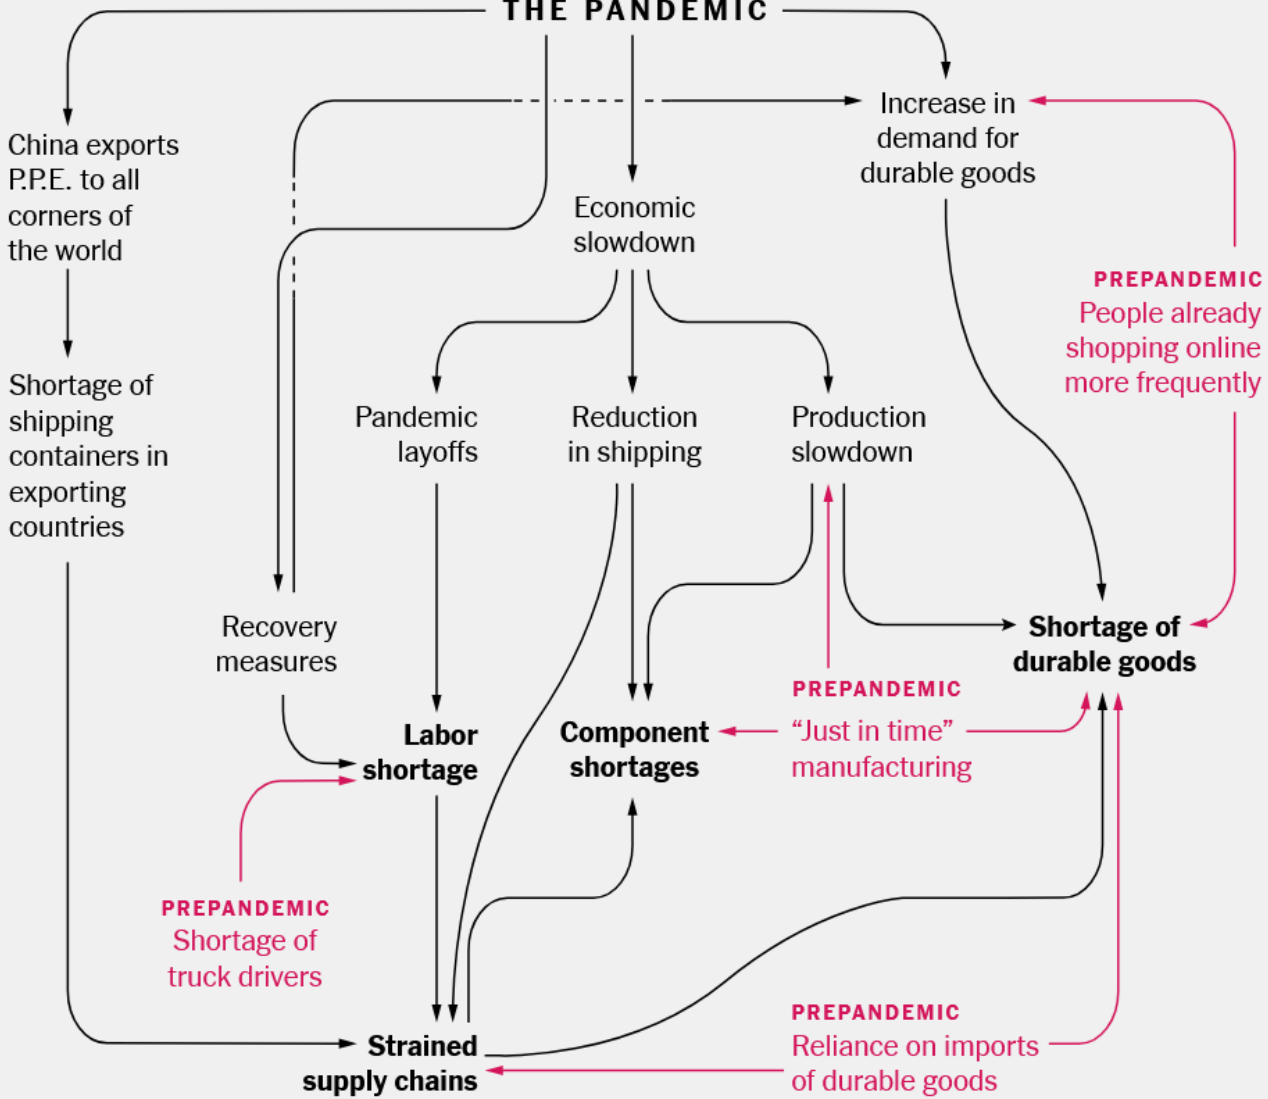 THE PANDEMIC
China exports
P.P.E. to all
corners of
the world
Increase in
demand for
durable goods
Economic
slowdown
PREPANDEMIC
People already
shopping online
more frequently
Shortage of
shipping
containers in
exporting
countries
Pandemic
layoffs
Reduction
in shipping
Production
slowdown
Recovery
measures
Shortage of
durable goods
PREPANDEMIC
“Just in time”
manufacturing
Labor
shortage
Component
shortages
PREPANDEMIC
Shortage of
truck drivers
Strained
supply chains
PREPANDEMIC
Reliance on imports
of durable goods